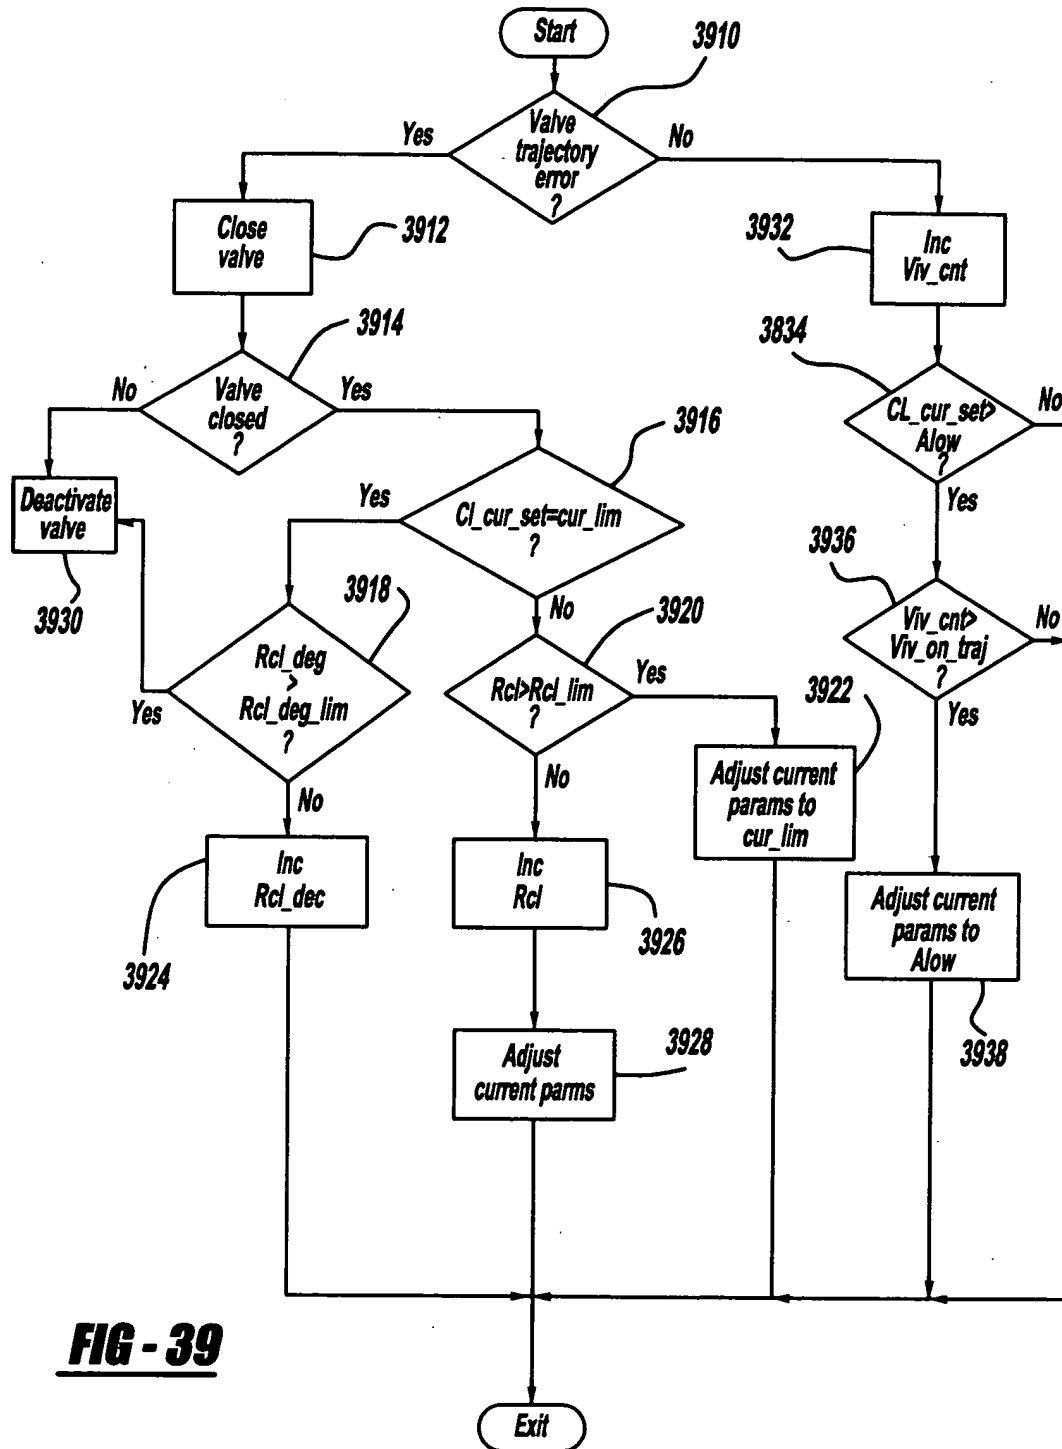 Start
3910
Valve
trajectory
error
?
Yes
No
Close
valve
3912
3932
Inc
Vlv_cnt
3914
Valve
closed
?
No
Yes
3834
CL_cur_set>
Alow
?
No
Yes
3916
Cl_cur_set=cur_lim
?
Yes
No
Deactivate
valve
3930
3936
Vlv_cnt>
Vlv_on_traj
?
No
Yes
3918
Rcl_deg
>
Rcl_deg_lim
?
Yes
No
3920
Rcl>Rcl_lim
?
Yes
No
3922
Adjust current
params to
cur_lim
Inc
Rcl_dec
3924
Inc
Rcl
3926
Adjust current
params to
Alow
3938
Adjust
current parms
3928
FIG - 39
Exit